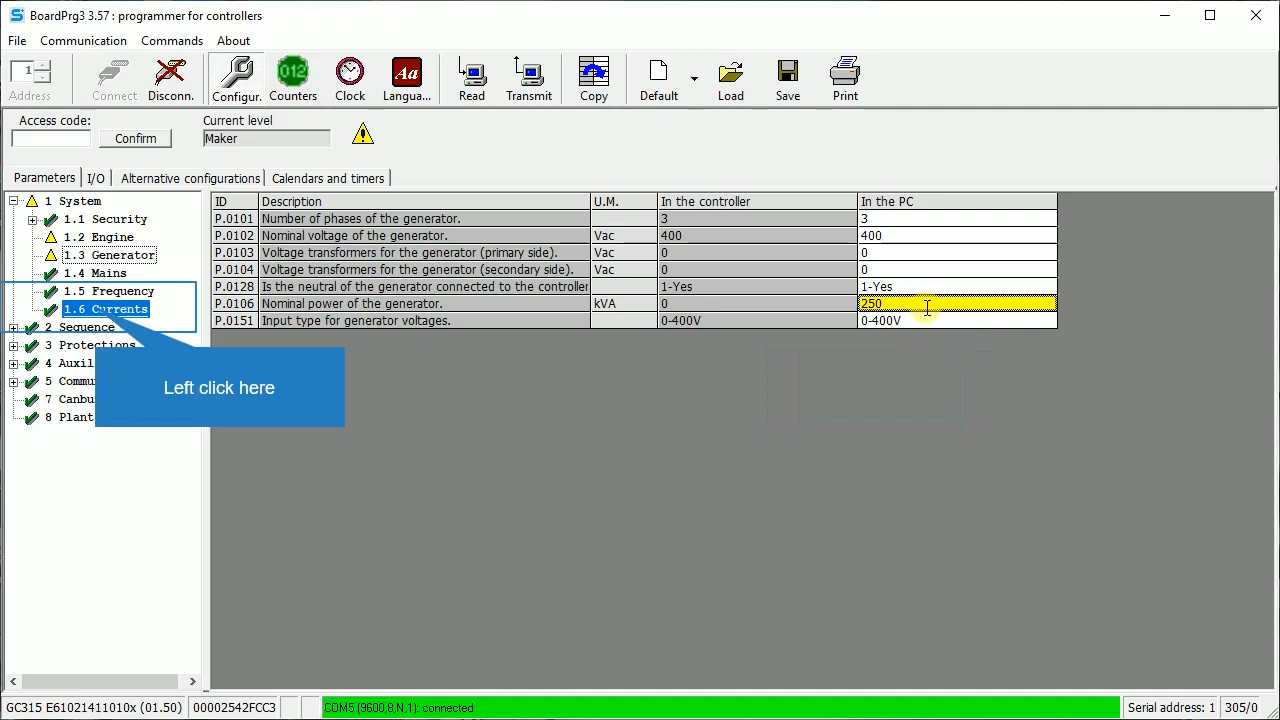 BoardPrg3 3.57 : programmer for controllers
File Communication Commands About
1
Address Connect Disconn. Configur. 012 Counters Clock Aa Langua... Read Transmit Copy Default Load Save Print
Access code: Current level
Confirm Maker
Parameters I/O Alternative configurations Calendars and timers
1 System
1.1 Security
1.2 Engine
1.3 Generator
1.4 Mains
1.5 Frequency
1.6 Currents
2 Sequence
3 Protections
4 Auxil
5 Commu
7 Canbu
8 Plant
Left click here
ID Description U.M. In the controller In the PC
P.0101 Number of phases of the generator. 3 3
P.0102 Nominal voltage of the generator. Vac 400 400
P.0103 Voltage transformers for the generator (primary side). Vac 0 0
P.0104 Voltage transformers for the generator (secondary side). Vac 0 0
P.0128 Is the neutral of the generator connected to the controller 1-Yes 1-Yes
P.0106 Nominal power of the generator. kVA 0 250
P.0151 Input type for generator voltages. 0-400V 0-400V
GC315 E61021411010x (01.50) 00002542FCC3 COM5 (9600,8,N,1): connected Serial address: 1 305/0